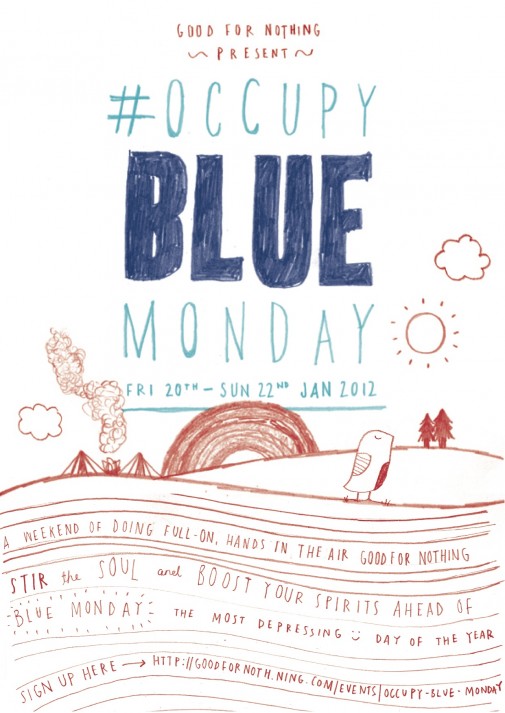 GOOD FOR NOTHING
PRESENT
#OCCUPY
BLUE
MONDAY
FRI 20TH – SUN 22ND JAN 2012
A WEEKEND OF DOING FULL-ON, HANDS IN THE AIR GOOD FOR NOTHING
STIR the SOUL and BOOST YOUR SPIRITS AHEAD OF
BLUE MONDAY THE MOST DEPRESSING DAY OF THE YEAR
SIGN UP HERE → HTTP://GOODFORNOTH.NING.COM/EVENTS/OCCUPY-BLUE-MONDAY